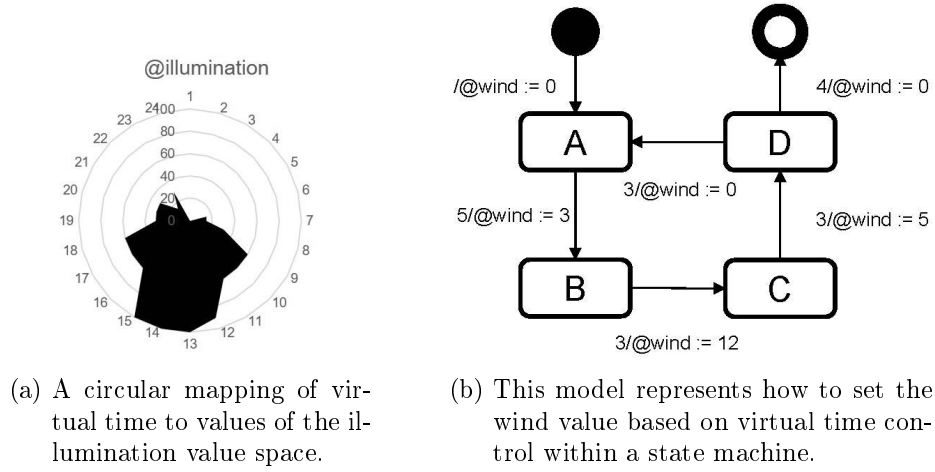 @illumination
1
2
3
4
5
6
7
8
9
10
11
12
13
14
15
16
17
18
19
20
21
22
23
24
100
80
60
40
20
0
/@wind := 0
4/@wind := 0
A
D
3/@wind := 0
5/@wind := 3
3/@wind := 5
B
C
3/@wind := 12
(a) A circular mapping of vir-
tual time to values of the il-
lumination value space.
(b) This model represents how to set the
wind value based on virtual time con-
trol within a state machine.